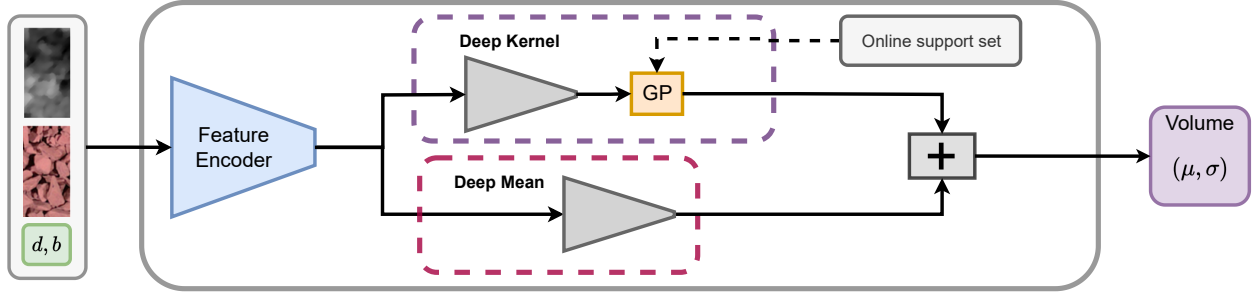 d, b
Feature
Encoder
Deep Kernel
GP
Online support set
Deep Mean
+
Volume
(μ, σ)